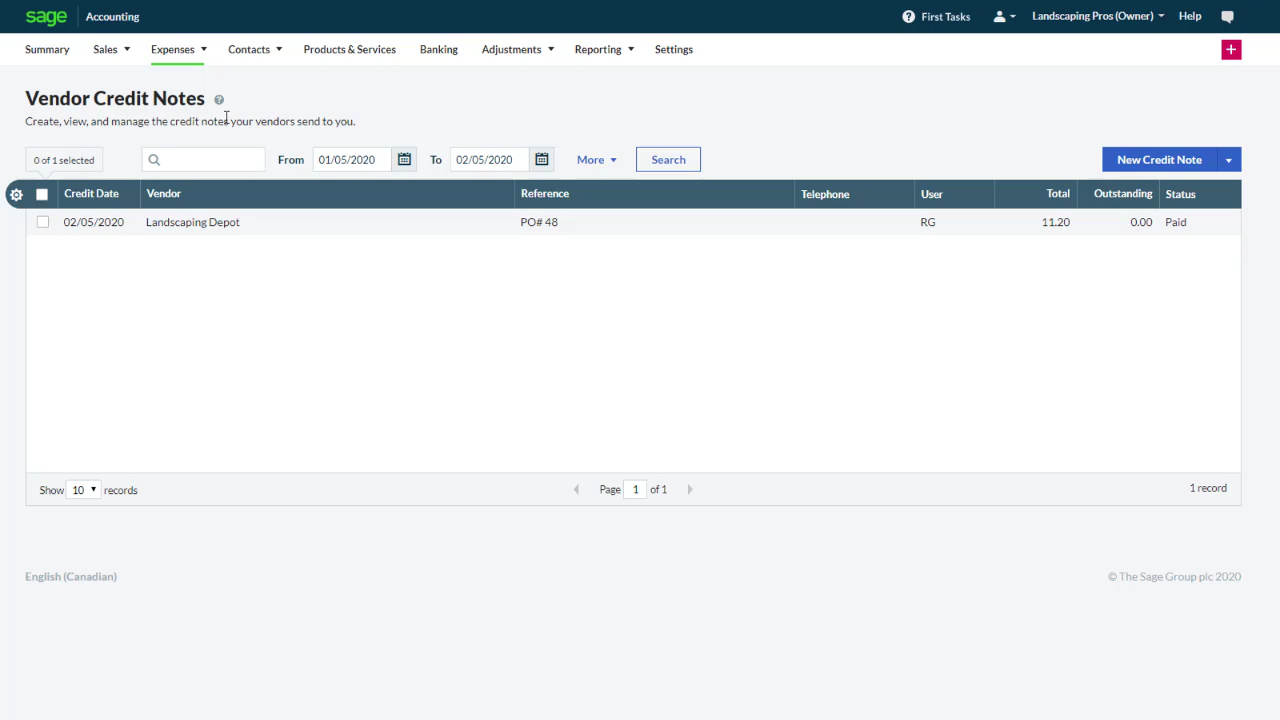 sage Accounting First Tasks Landscaping Pros (Owner) Help
Summary Sales Expenses Contacts Products & Services Banking Adjustments Reporting Settings
Vendor Credit Notes
Create, view, and manage the credit notes your vendors send to you.
0 of 1 selected From 01/05/2020 To 02/05/2020 More Search New Credit Note
Credit Date Vendor Reference Telephone User Total Outstanding Status
02/05/2020 Landscaping Depot PO# 48 RG 11.20 0.00 Paid
Show 10 records Page 1 of 1 1 record
English (Canadian) © The Sage Group plc 2020